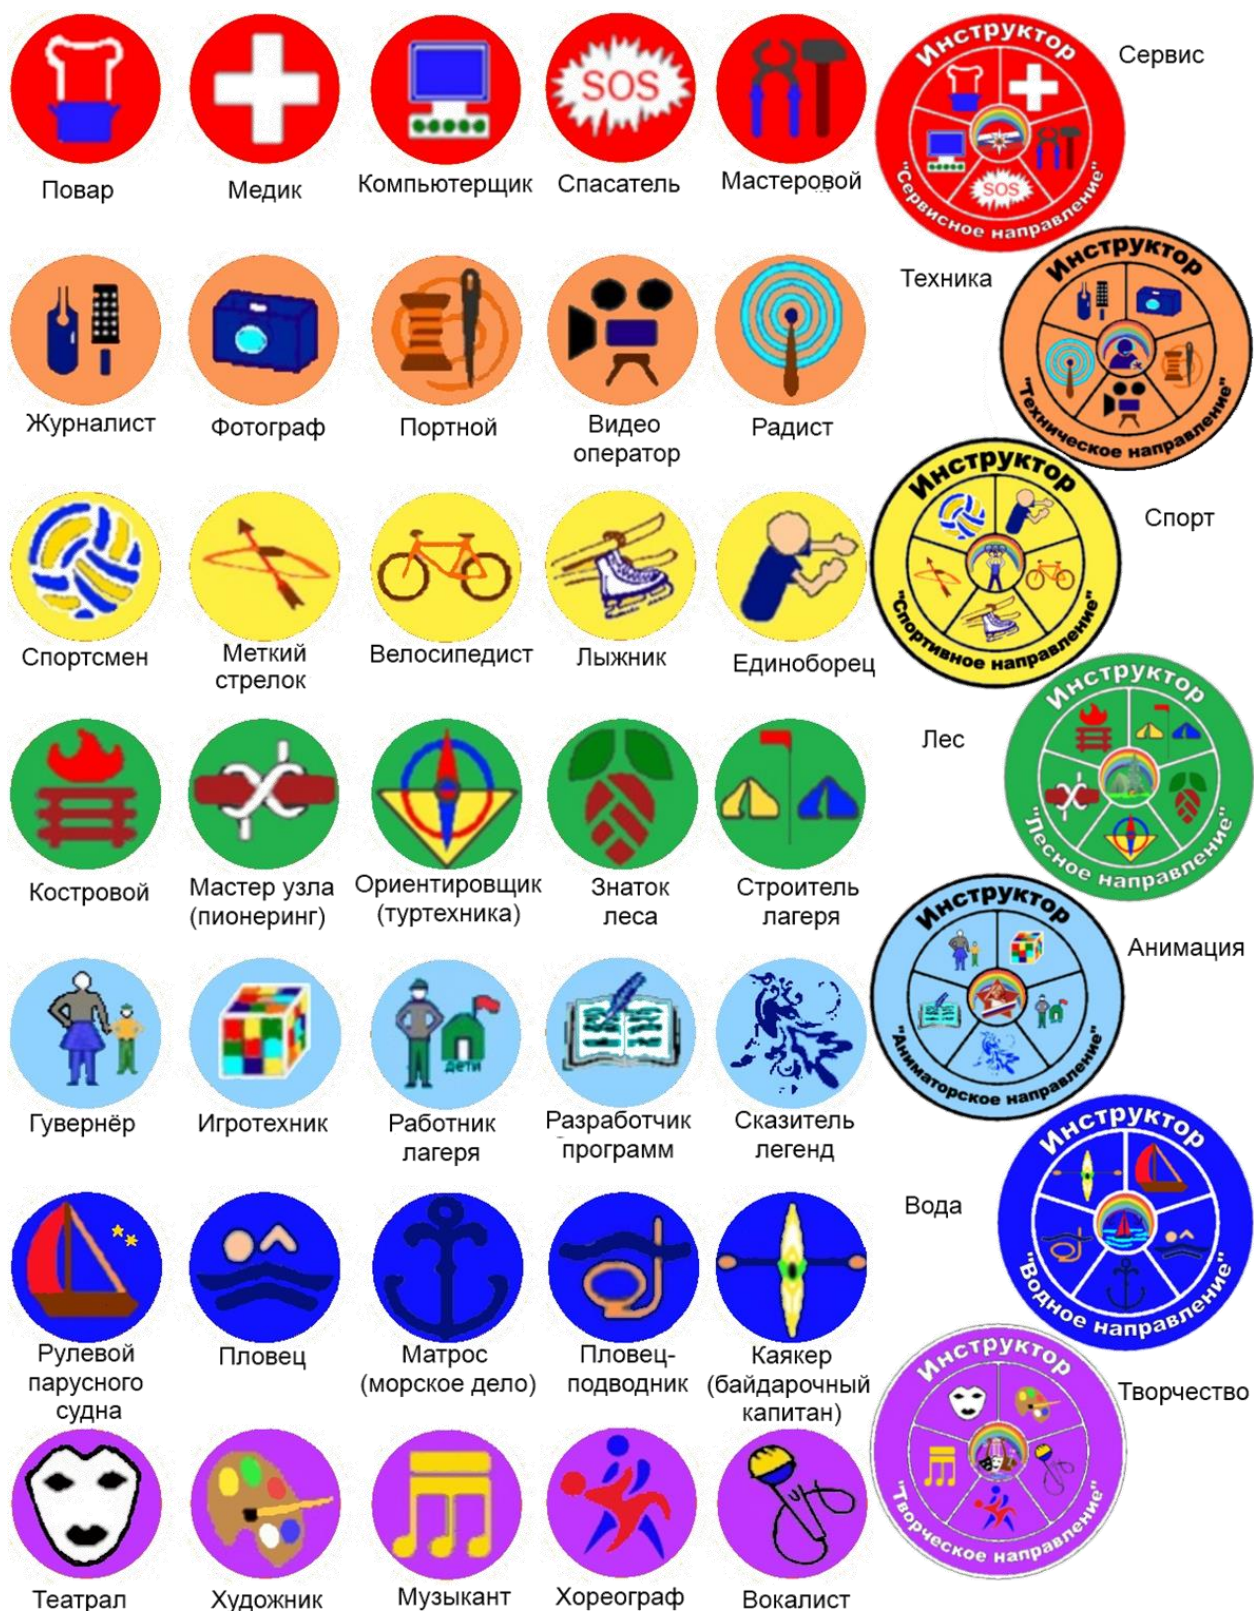 Инструктор
"Сервисное направление"
SOS
SOS
Сервис
Повар
Медик
Компьютерщик
Спасатель
Мастеровой
Техника
Инструктор
"Техническое направление"
Журналист
Фотограф
Портной
Видео
оператор
Радист
Инструктор
"Спортивное направление"
Спорт
Спортсмен
Меткий
стрелок
Велосипедист
Лыжник
Единоборец
Инструктор
"Лесное направление"
Лес
Костровой
Мастер узла
(пионеринг)
Ориентировщик
(туртехника)
Знаток
леса
Строитель
лагеря
Инструктор
"Аниматорское направление"
Анимация
дети
Гувернёр
Игротехник
Работник
лагеря
Разработчик
программ
Сказитель
легенд
Инструктор
"Водное направление"
Вода
Рулевой
парусного
судна
Пловец
Матрос
(морское дело)
Пловец-
подводник
Каякер
(байдарочный
капитан)
Инструктор
"Творческое направление"
Творчество
Театрал
Художник
Музыкант
Хореограф
Вокалист